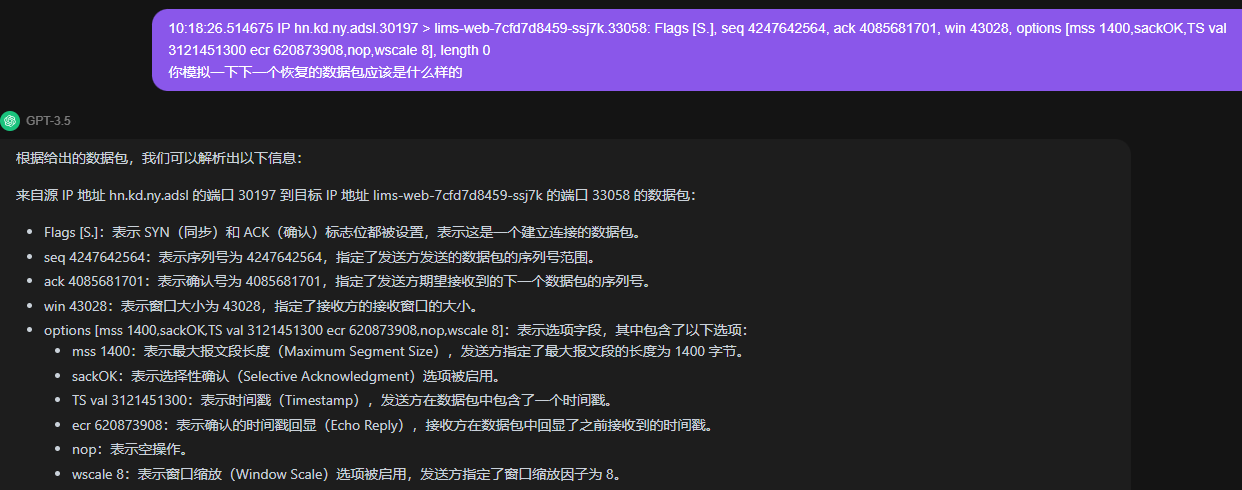 10:18:26.514675 IP hn.kd.ny.adsl.30197 > lims-web-7cfd7d8459-ssj7k.33058: Flags [S.], seq 4247642564, ack 4085681701, win 43028, options [mss 1400,sackOK,TS val
3121451300 ecr 620873908,nop,wscale 8], length 0
你模拟一下下一个恢复的数据包应该是什么样的
GPT-3.5
根据给出的数据包，我们可以解析出以下信息：
来自源 IP 地址 hn.kd.ny.adsl 的端口 30197 到目标 IP 地址 lims-web-7cfd7d8459-ssj7k 的端口 33058 的数据包：
• Flags [S.]：表示 SYN（同步）和 ACK（确认）标志位都被设置，表示这是一个建立连接的数据包。
• seq 4247642564：表示序列号为 4247642564，指定了发送方发送的数据包的序列号范围。
• ack 4085681701：表示确认号为 4085681701，指定了发送方期望接收到的下一个数据包的序列号。
• win 43028：表示窗口大小为 43028，指定了接收方的接收窗口的大小。
• options [mss 1400,sackOK,TS val 3121451300 ecr 620873908,nop,wscale 8]：表示选项字段，其中包含了以下选项：
• mss 1400：表示最大报文段长度（Maximum Segment Size），发送方指定了最大报文段的长度为 1400 字节。
• sackOK：表示选择性确认（Selective Acknowledgment）选项被启用。
• TS val 3121451300：表示时间戳（Timestamp），发送方在数据包中包含了一个时间戳。
• ecr 620873908：表示确认的时间戳回显（Echo Reply），接收方在数据包中回显了之前接收到的时间戳。
• nop：表示空操作。
• wscale 8：表示窗口缩放（Window Scale）选项被启用，发送方指定了窗口缩放因子为 8。